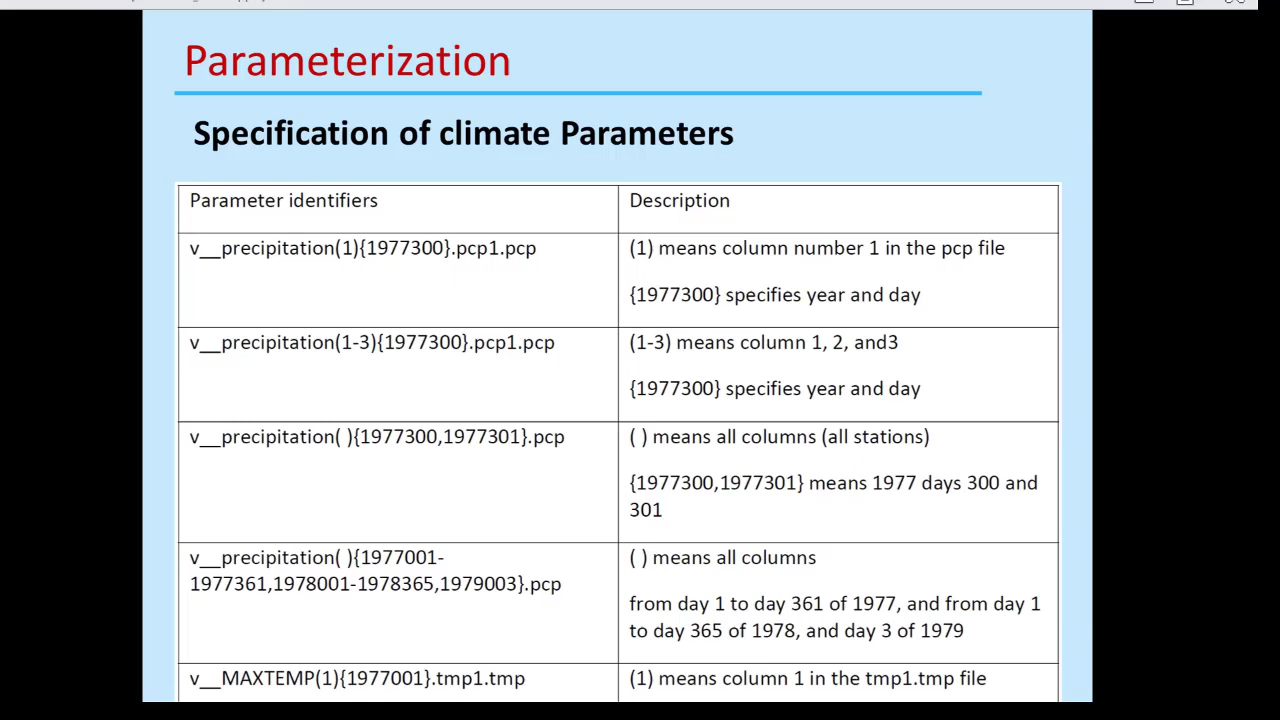 Parameterization
Specification of climate Parameters
Parameter identifiers
Description
v__precipitation(1){1977300}.pcp1.pcp
(1) means column number 1 in the pcp file
{1977300} specifies year and day
v__precipitation(1-3){1977300}.pcp1.pcp
(1-3) means column 1, 2, and3
{1977300} specifies year and day
v__precipitation( ){1977300,1977301}.pcp
( ) means all columns (all stations)
{1977300,1977301} means 1977 days 300 and
301
v__precipitation( ){1977001-
1977361,1978001-1978365,1979003}.pcp
( ) means all columns
from day 1 to day 361 of 1977, and from day 1
to day 365 of 1978, and day 3 of 1979
v__MAXTEMP(1){1977001}.tmp1.tmp
(1) means column 1 in the tmp1.tmp file